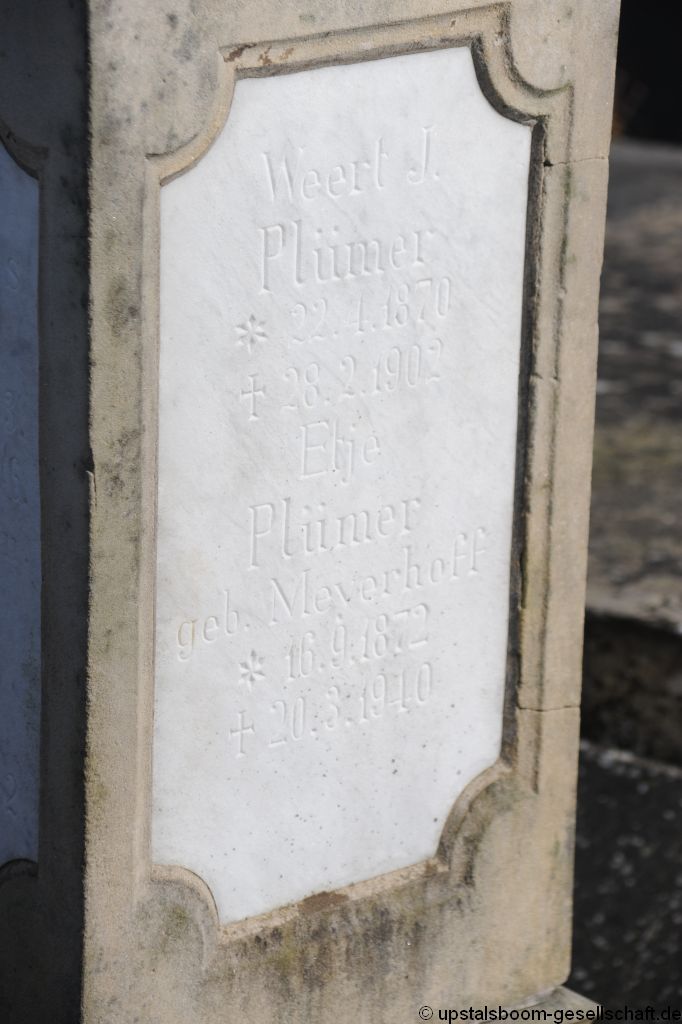 Weert J.
Plümer
* 22.4.1870
† 28.2.1902
Etje
Plümer
geb. Meyerhoff
* 16.9.1872
† 20.3.1940
© upstalsboom-gesellschaft.de